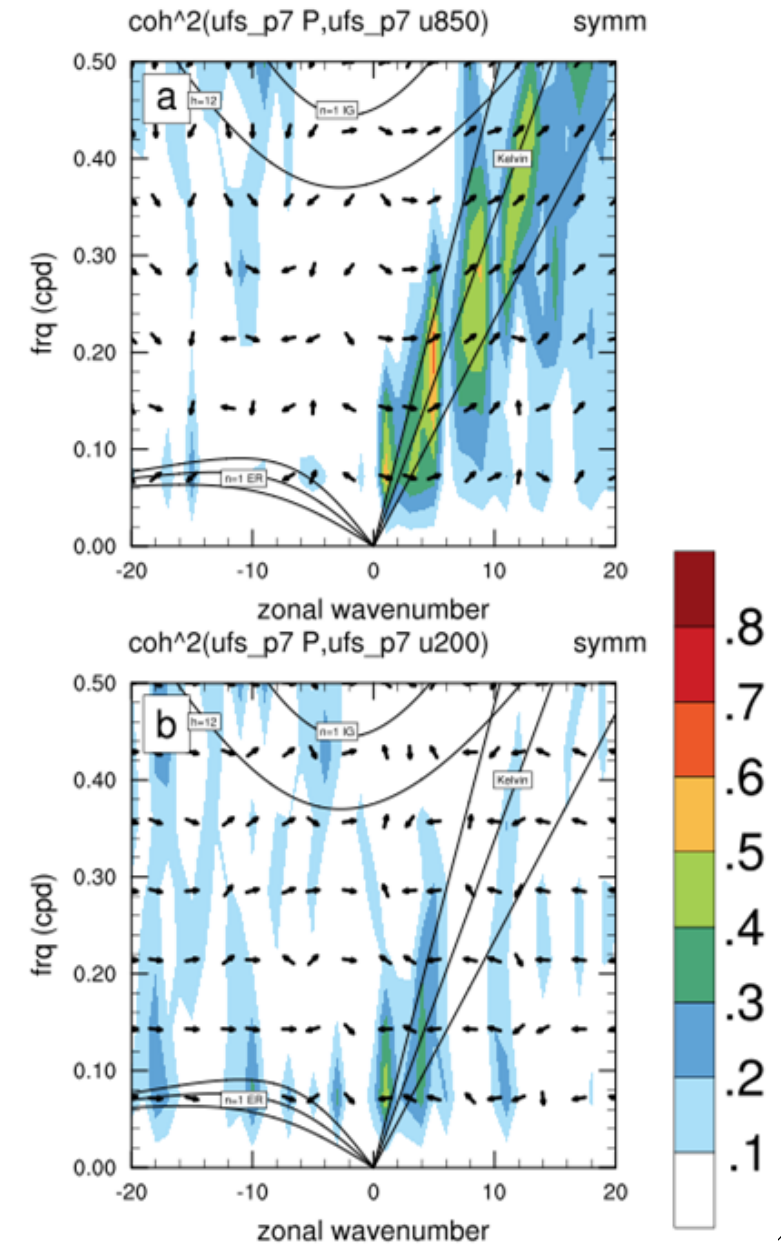 coh^2(ufs_p7 P,ufs_p7 u850) symm
a
0.50
0.40
0.30
0.20
0.10
0.00
frq (cpd)
h=12
n=1 IG
Kelvin
n=1 ER
-20 -10 0 10 20
zonal wavenumber
coh^2(ufs_p7 P,ufs_p7 u200) symm
b
0.50
0.40
0.30
0.20
0.10
0.00
frq (cpd)
h=12
n=1 IG
Kelvin
n=1 ER
-20 -10 0 10 20
zonal wavenumber
.8
.7
.6
.5
.4
.3
.2
.1